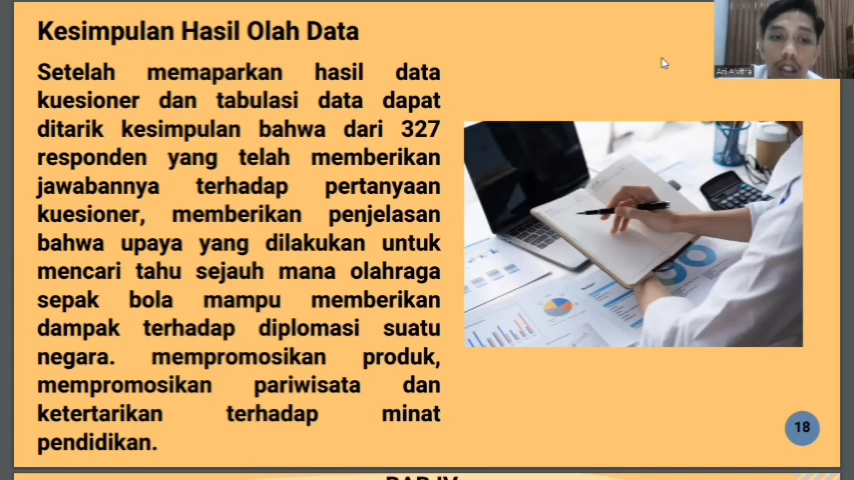 Kesimpulan Hasil Olah Data
Setelah memaparkan hasil data
kuesioner dan tabulasi data dapat
ditarik kesimpulan bahwa dari 327
responden yang telah memberikan
jawabannya terhadap pertanyaan
kuesioner, memberikan penjelasan
bahwa upaya yang dilakukan untuk
mencari tahu sejauh mana olahraga
sepak bola mampu memberikan
dampak terhadap diplomasi suatu
negara. mempromosikan produk,
mempromosikan pariwisata dan
ketertarikan terhadap minat
pendidikan.
18